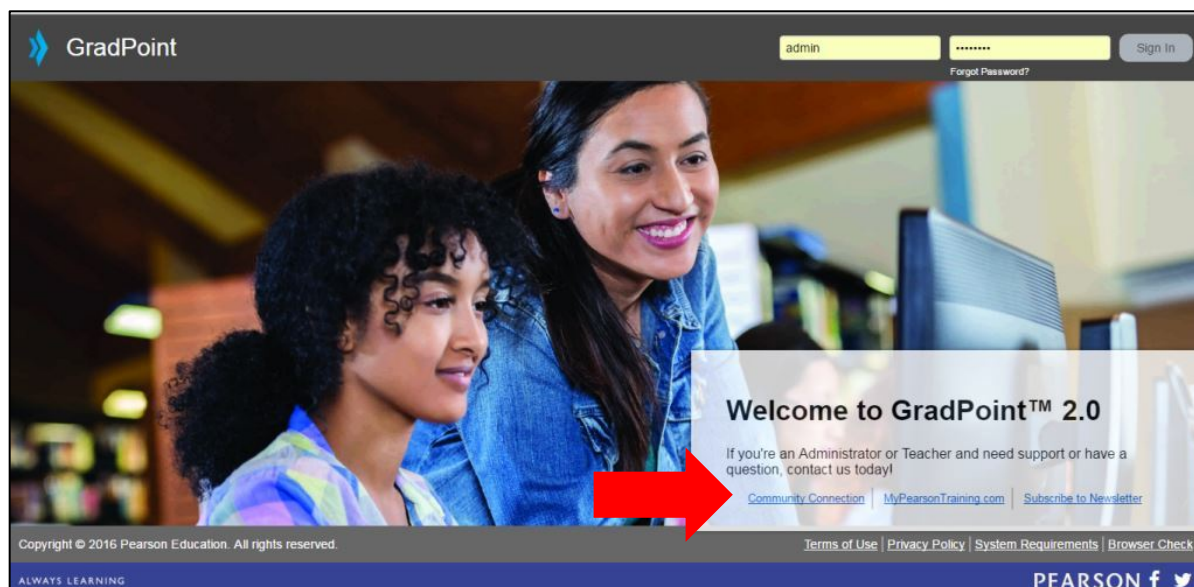 GradPoint
admin
Sign In
Forgot Password?
Welcome to GradPoint™ 2.0
If you're an Administrator or Teacher and need support or have a
question, contact us today!
Community Connection | MyPearsonTraining.com | Subscribe to Newsletter
Copyright © 2016 Pearson Education. All rights reserved.
Terms of Use | Privacy Policy | System Requirements | Browser Check
ALWAYS LEARNING
PEARSON